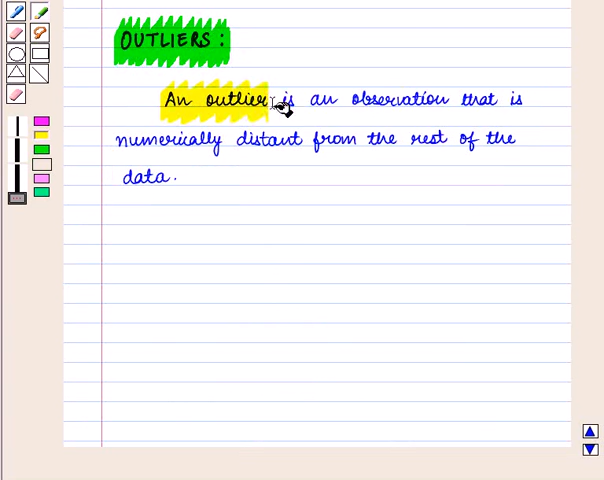 OUTLIERS :
An outlier is an observation that is
numerically distant from the rest of the
data.